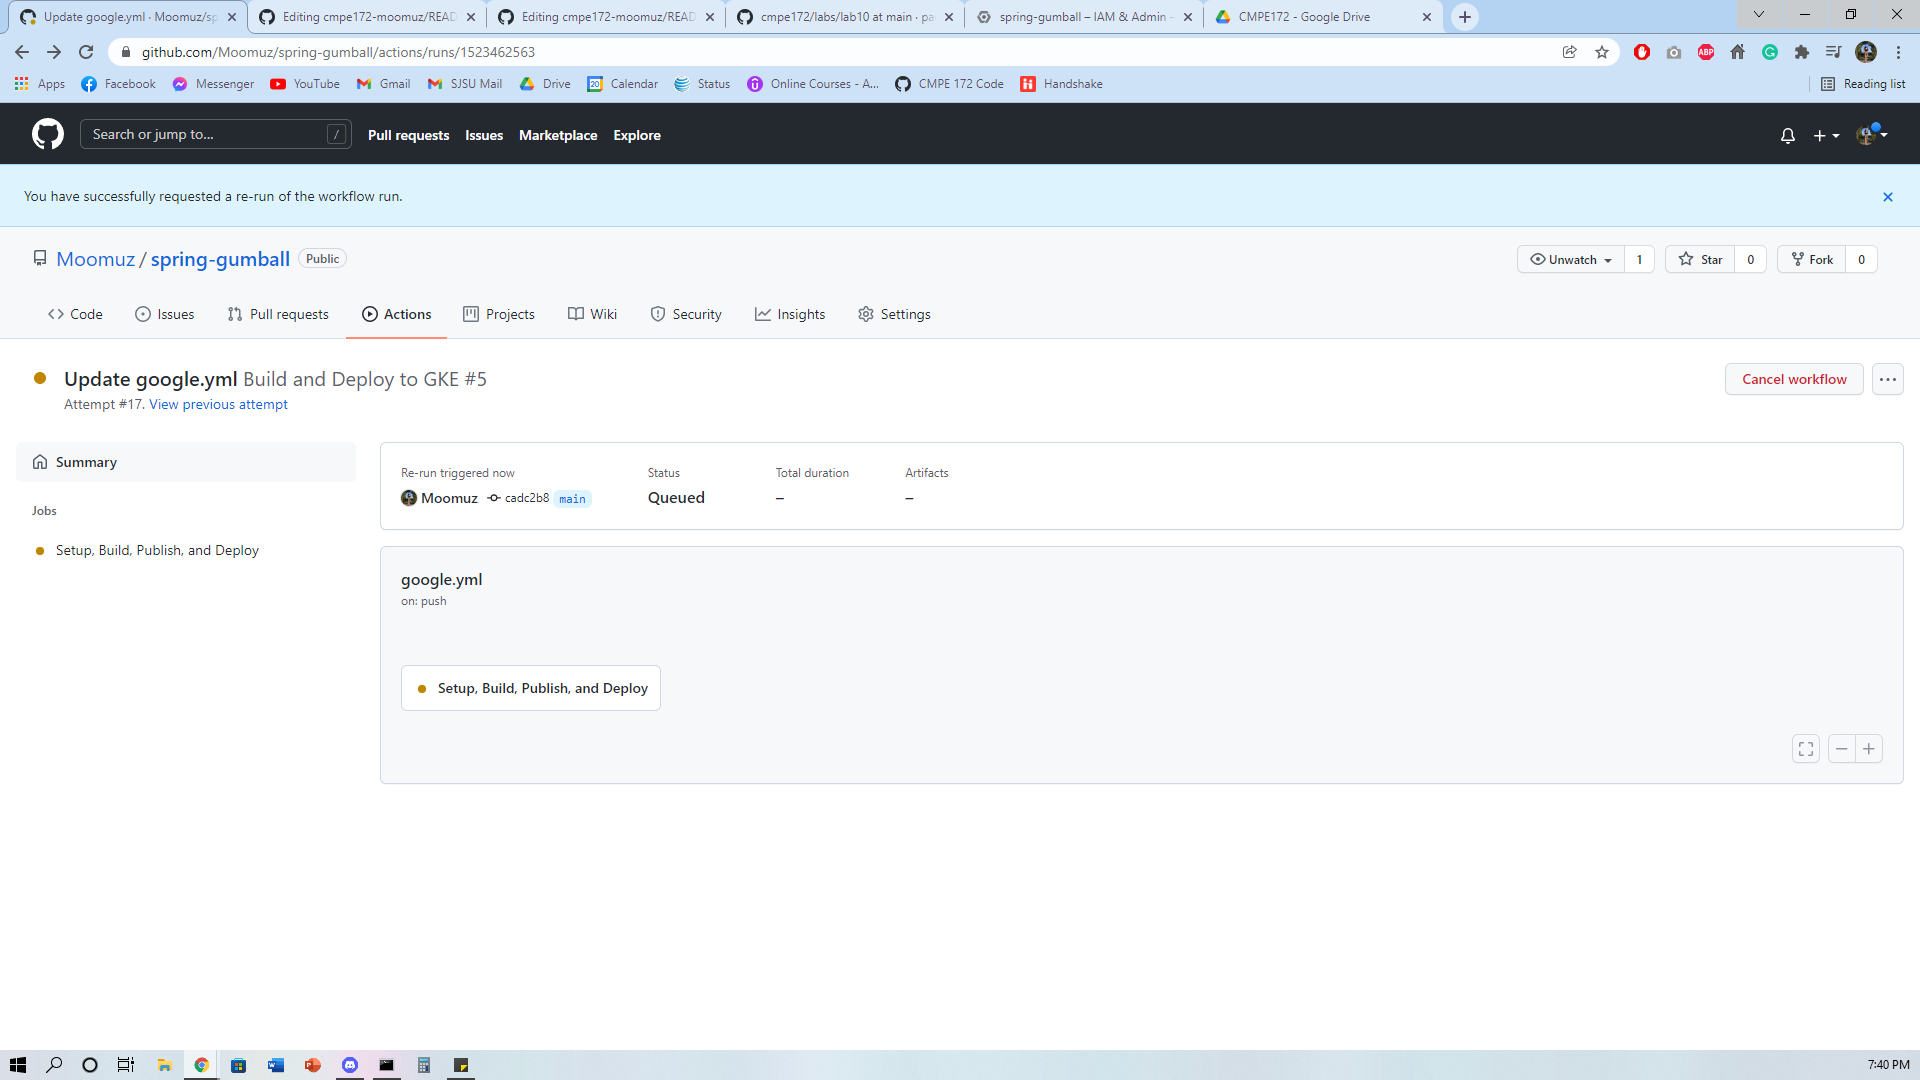 Update google.yml · Moomuz/sp
Editing cmpe172-moomuz/READ
Editing cmpe172-moomuz/READ
cmpe172/labs/lab10 at main · pa
spring-gumball – IAM & Admin -
CMPE172 - Google Drive
github.com/Moomuz/spring-gumball/actions/runs/1523462563
ABP
Apps
Facebook
Messenger
YouTube
Gmail
SJSU Mail
Drive
Calendar
Status
Online Courses - A...
CMPE 172 Code
Handshake
Reading list
Search or jump to...
/
Pull requests
Issues
Marketplace
Explore
You have successfully requested a re-run of the workflow run.
Moomuz / spring-gumball
Public
Unwatch
1
Star
0
Fork
0
Code
Issues
Pull requests
Actions
Projects
Wiki
Security
Insights
Settings
Update google.yml Build and Deploy to GKE #5
Attempt #17. View previous attempt
Cancel workflow
Summary
Jobs
Setup, Build, Publish, and Deploy
Re-run triggered now
Moomuz cadc2b8 main
Status
Queued
Total duration
–
Artifacts
–
google.yml
on: push
Setup, Build, Publish, and Deploy
7:40 PM